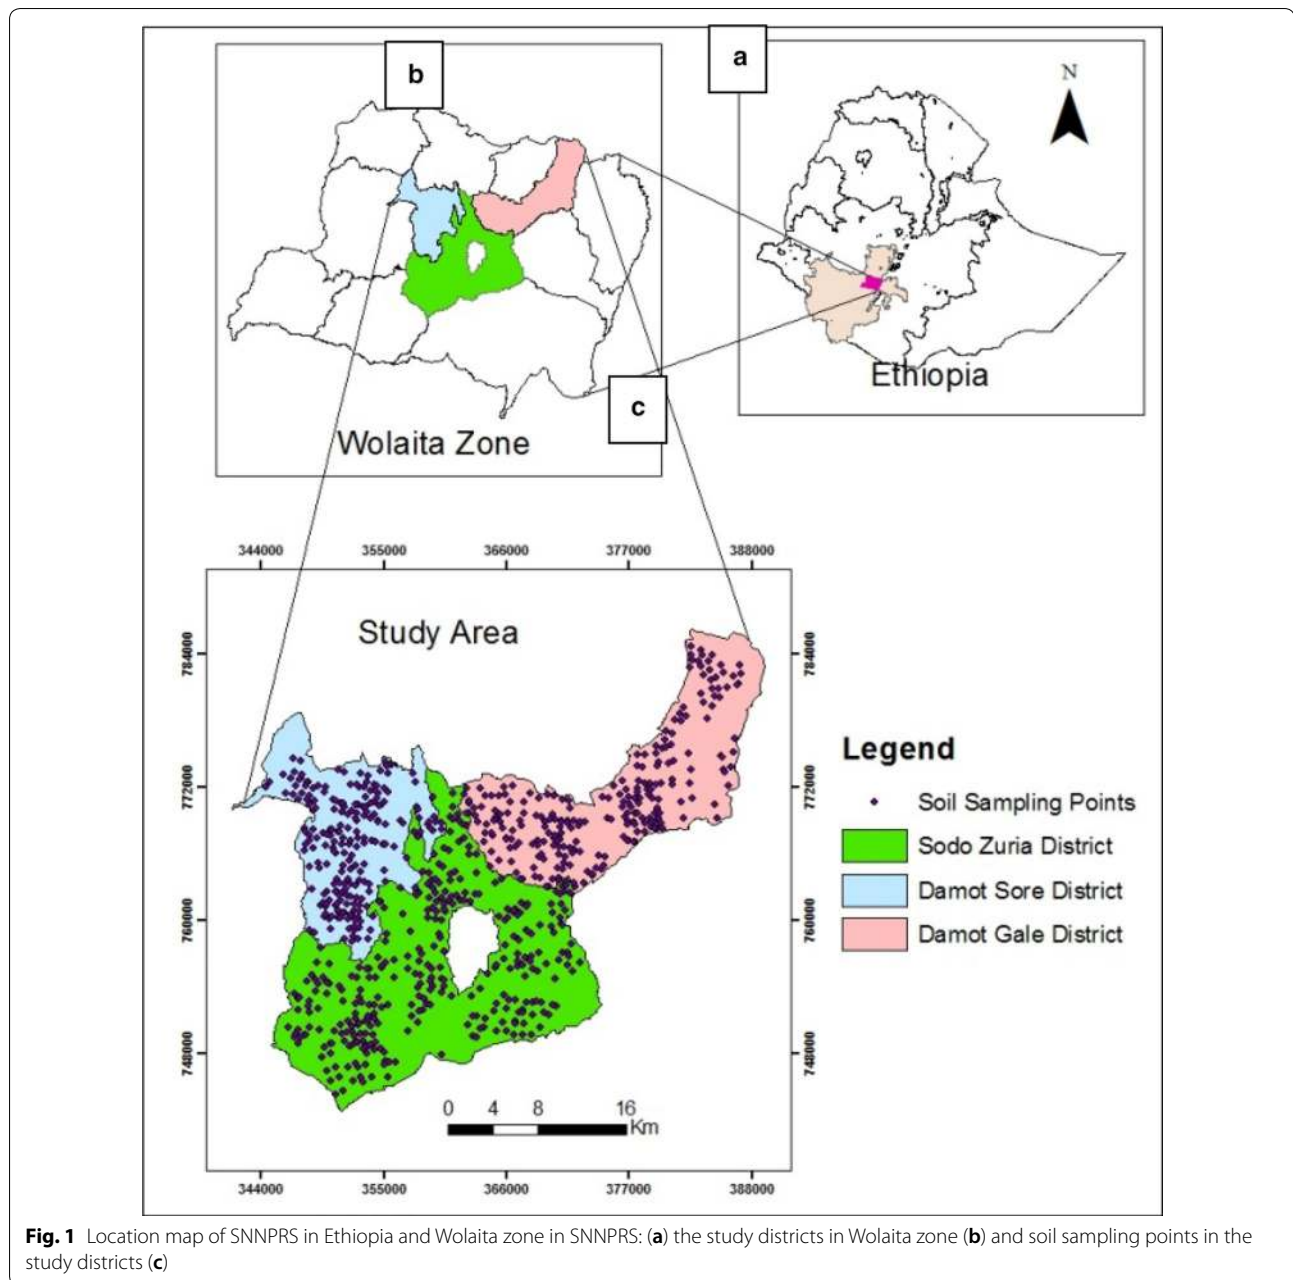 b
a
N
Ethiopia
c
Wolaita Zone
344000 355000 366000 377000 388000
Study Area
784000 784000
772000 772000
760000 760000
748000 748000
Legend
Soil Sampling Points
Sodo Zuria District
Damot Sore District
Damot Gale District
0 4 8 16
Km
344000 355000 366000 377000 388000
Fig. 1 Location map of SNNPRS in Ethiopia and Wolaita zone in SNNPRS: (a) the study districts in Wolaita zone (b) and soil sampling points in the
study districts (c)